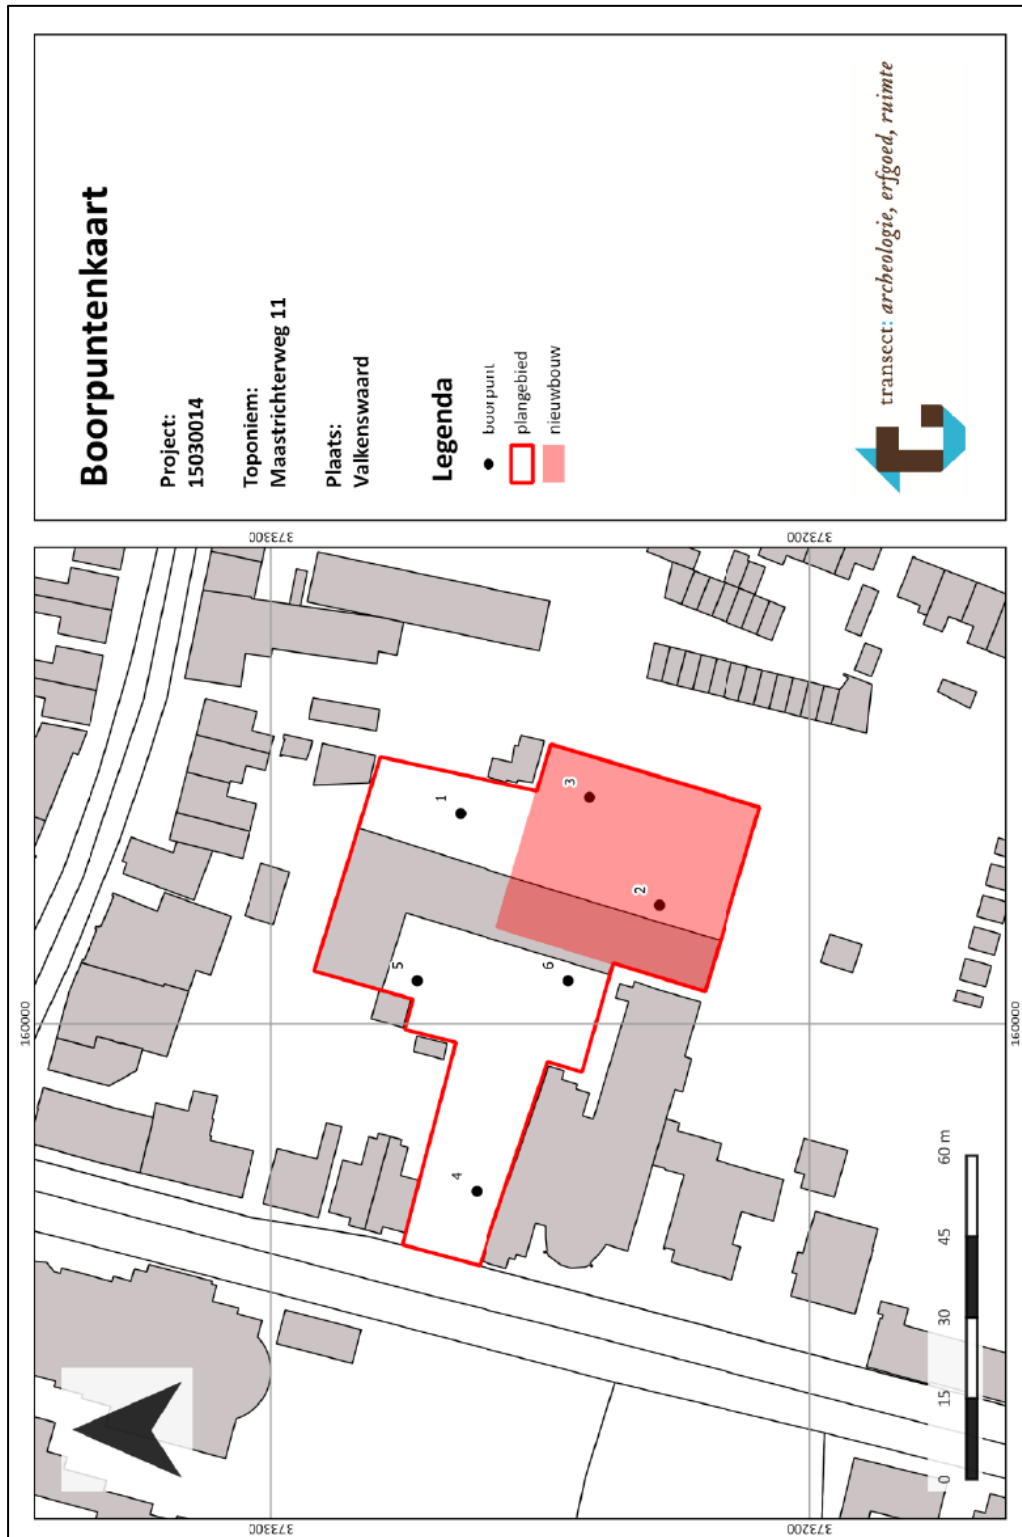 Boorpuntenkaart
Project:
15030014
Toponiem:
Maastrichterweg 11
Plaats:
Valkenswaard
Legenda
boorpunt
plangebied
nieuwbouw
transect: archeologie, erfgoed, ruimte
373300
373200
160000
160000
373300
373200
1
2
3
4
5
6
0 15 30 45 60 m